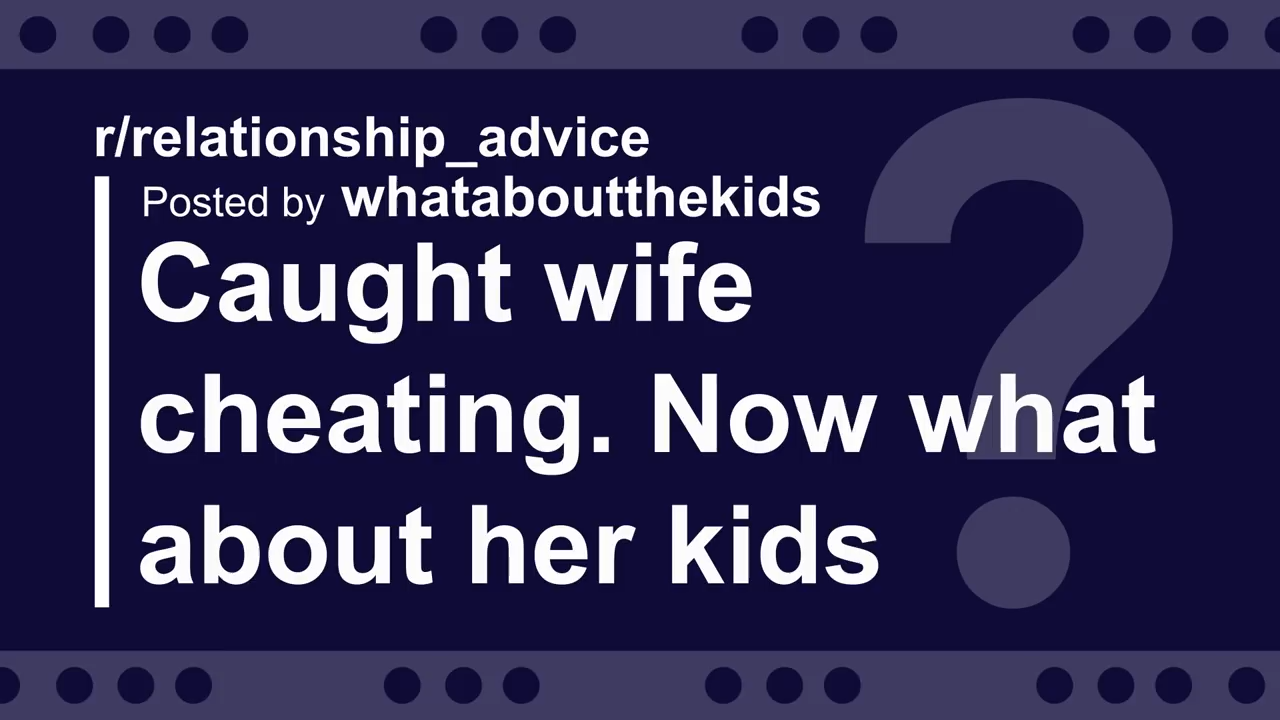 r/relationship_advice
Posted by whataboutthekids
Caught wife
cheating. Now what
about her kids